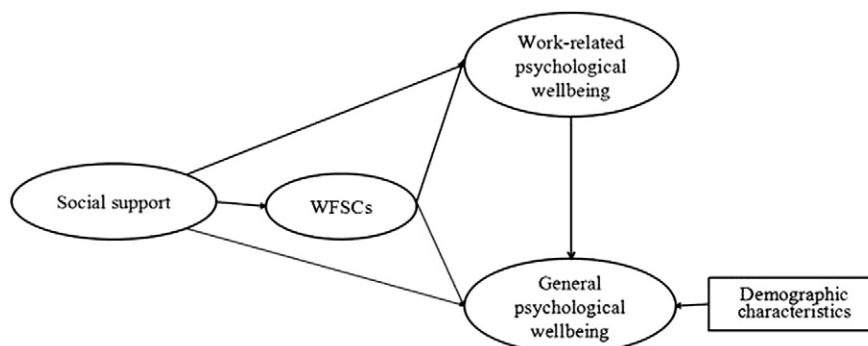 Work-related
psychological
wellbeing
Social support
WFSCs
General
psychological
wellbeing
Demographic
characteristics